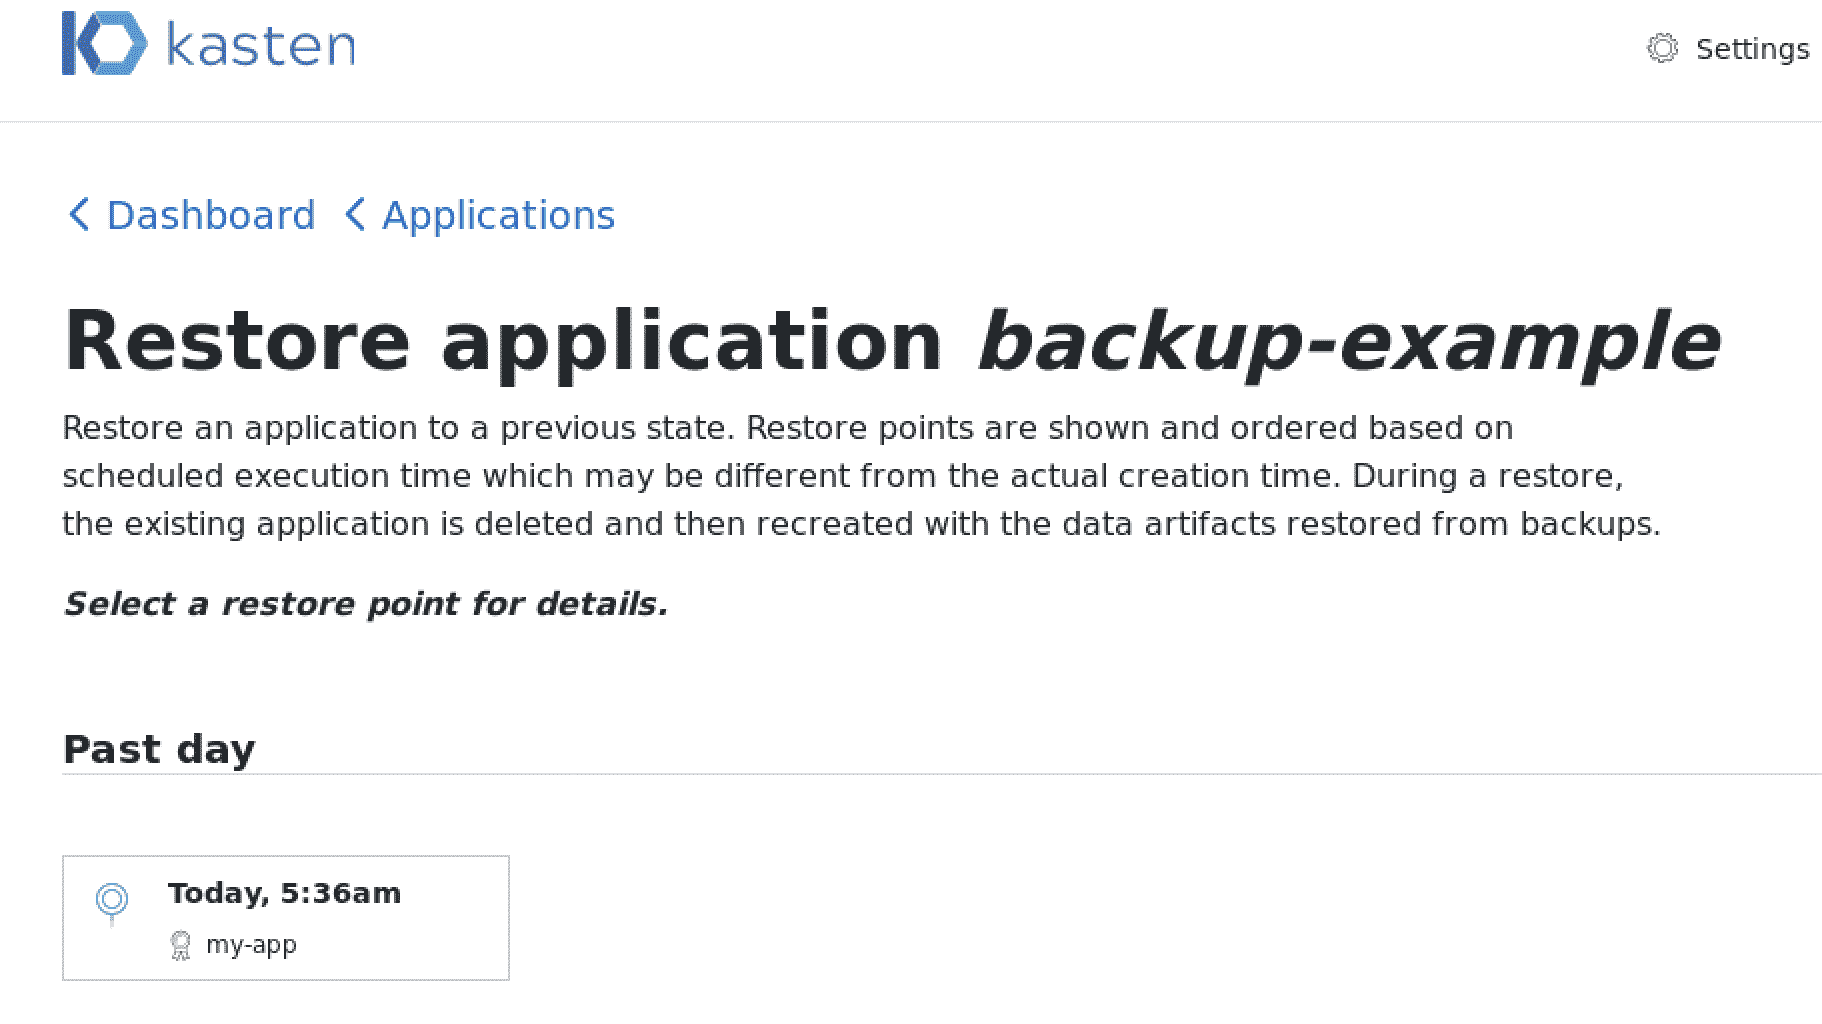 kasten
Settings
Dashboard Applications
Restore application backup-example
Restore an application to a previous state. Restore points are shown and ordered based on
scheduled execution time which may be different from the actual creation time. During a restore,
the existing application is deleted and then recreated with the data artifacts restored from backups.
Select a restore point for details.
Past day
Today, 5:36am
my-app